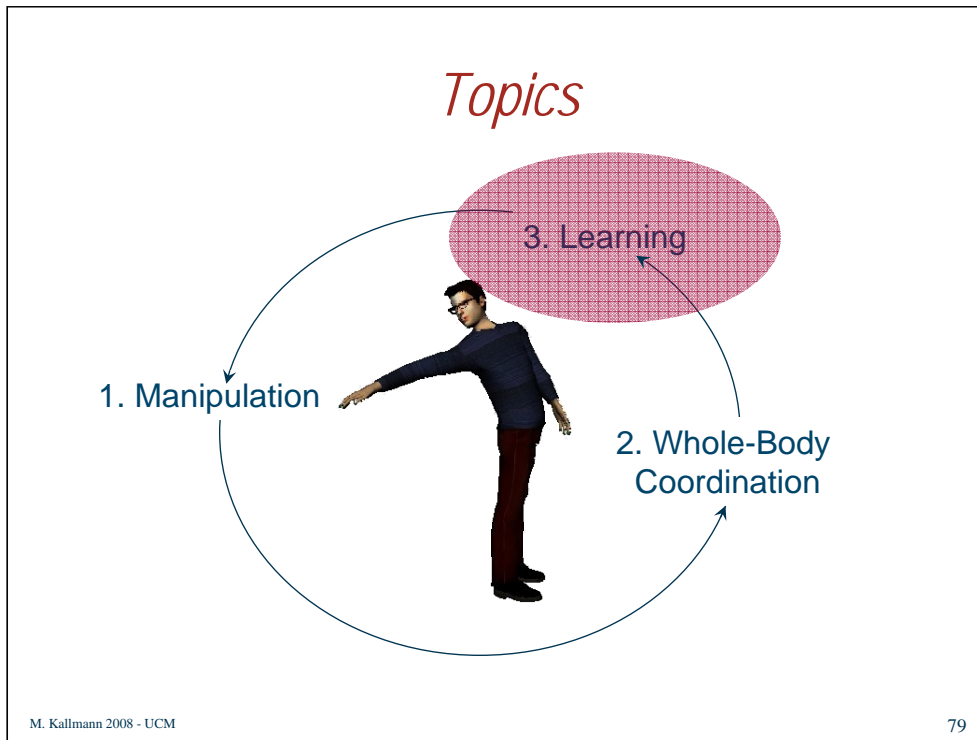 Topics
3. Learning
1. Manipulation
2. Whole-Body
Coordination
M. Kallmann 2008 - UCM
79